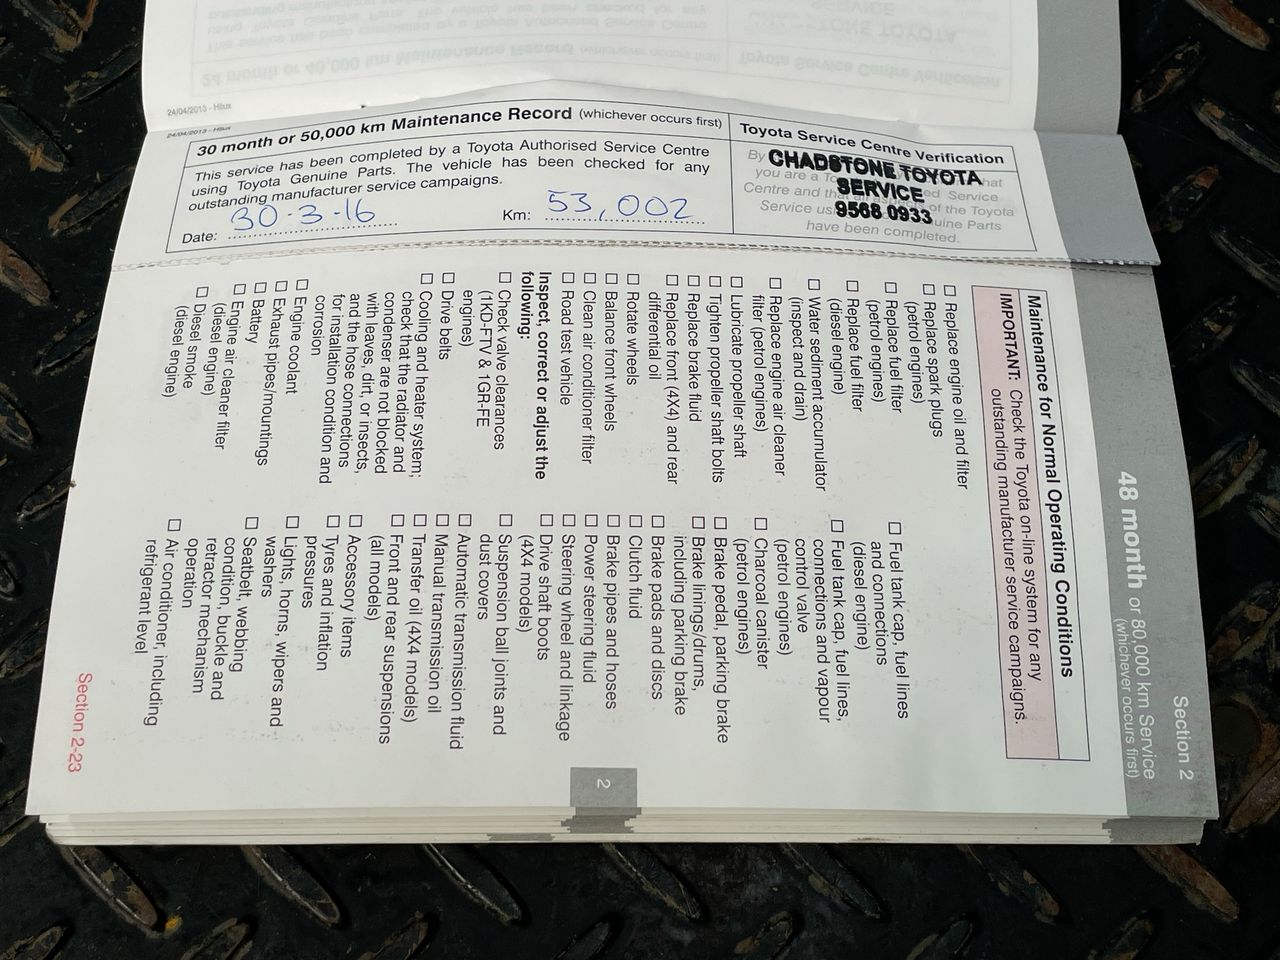 24/04/2013 - Hilux
24/04/2013 - Hilux
30 month or 50,000 km Maintenance Record (whichever occurs first)
This service has been completed by a Toyota Authorised Service Centre
using Toyota Genuine Parts. The vehicle has been checked for any
outstanding manufacturer service campaigns.
Date: 30-3-16
Km: 53,002
Toyota Service Centre Verification
CHADSTONE TOYOTA
SERVICE
9568 0933
By
you are a
Centre and that of the Toyota
Service
have been completed.
Section 2
48 month or 80,000 km Service
(whichever occurs first)
Maintenance for Normal Operating Conditions
IMPORTANT: Check the Toyota on-line system for any
outstanding manufacturer service campaigns.
☐ Replace engine oil and filter
☐ Replace spark plugs
(petrol engines)
☐ Replace fuel filter
(petrol engines)
☐ Replace fuel filter
(diesel engine)
☐ Water sediment accumulator
(inspect and drain)
☐ Replace engine air cleaner
filter (petrol engines)
☐ Lubricate propeller shaft
☐ Tighten propeller shaft bolts
☐ Replace brake fluid
☐ Replace front (4X4) and rear
differential oil
☐ Rotate wheels
☐ Balance front wheels
☐ Clean air conditioner filter
☐ Road test vehicle
Inspect, correct or adjust the
following:
☐ Check valve clearances
(1KD-FTV & 1GR-FE
engines)
☐ Drive belts
☐ Cooling and heater system;
check that the radiator and
condenser are not blocked
with leaves, dirt, or insects,
and the hose connections
for installation condition and
corrosion
☐ Engine coolant
☐ Exhaust pipes/mountings
☐ Battery
☐ Engine air cleaner filter
(diesel engine)
☐ Diesel smoke
(diesel engine)
☐ Fuel tank cap, fuel lines
and connections
(diesel engine)
☐ Fuel tank cap, fuel lines,
connections and vapour
control valve
(petrol engines)
☐ Charcoal canister
(petrol engines)
☐ Brake pedal, parking brake
☐ Brake linings/drums,
including parking brake
☐ Brake pads and discs
☐ Clutch fluid
☐ Brake pipes and hoses
☐ Power steering fluid
☐ Steering wheel and linkage
☐ Drive shaft boots
(4X4 models)
☐ Suspension ball joints and
dust covers
☐ Automatic transmission fluid
☐ Manual transmission oil
☐ Transfer oil (4X4 models)
☐ Front and rear suspensions
(all models)
☐ Accessory items
☐ Tyres and inflation
pressures
☐ Lights, horns, wipers and
washers
☐ Seatbelt, webbing
condition, buckle and
retractor mechanism
operation
☐ Air conditioner, including
refrigerant level
2
Section 2-23